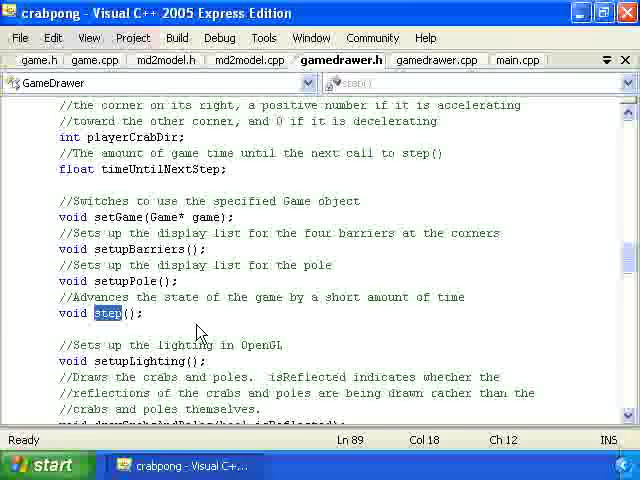 crabpong - Visual C++ 2005 Express Edition
File Edit View Project Build Debug Tools Window Community Help
game.h game.cpp md2model.h md2model.cpp gamedrawer.h gamedrawer.cpp main.cpp
GameDrawer step()
//the corner on its right, a positive number if it is accelerating
//toward the other corner, and 0 if it is decelerating
int playerCrabDir;
//The amount of game time until the next call to step()
float timeUntilNextStep;
//Switches to use the specified Game object
void setGame(Game* game);
//Sets up the display list for the four barriers at the corners
void setupBarriers();
//Sets up the display list for the pole
void setupPole();
//Advances the state of the game by a short amount of time
void step();
//Sets up the lighting in OpenGL
void setupLighting();
//Draws the crabs and poles.  isReflected indicates whether the
//reflections of the crabs and poles are being drawn rather than the
//crabs and poles themselves.
void drawCrabsAndPoles(bool isReflected);
Ready Ln 89 Col 18 Ch 12 INS
start crabpong - Visual C+...